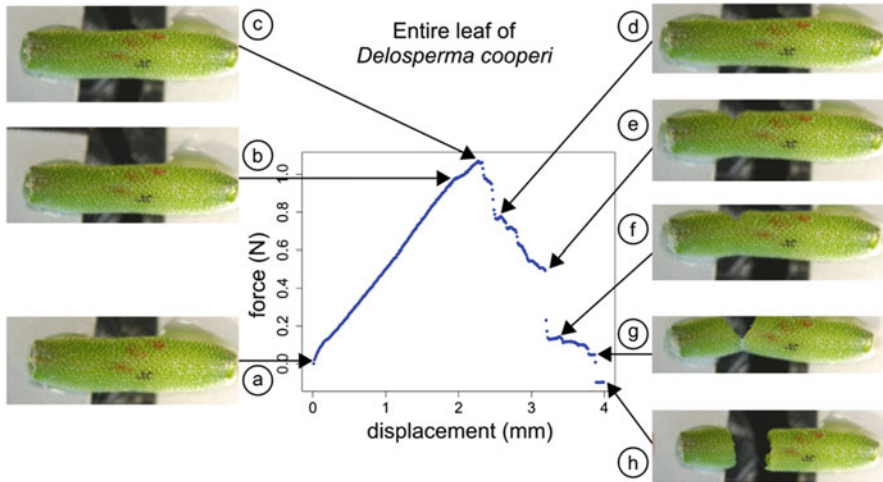 Entire leaf of
Delosperma cooperi
c
b
a
d
e
f
g
h
force (N)
1.0
0.8
0.6
0.4
0.2
0.0
0 1 2 3 4
displacement (mm)